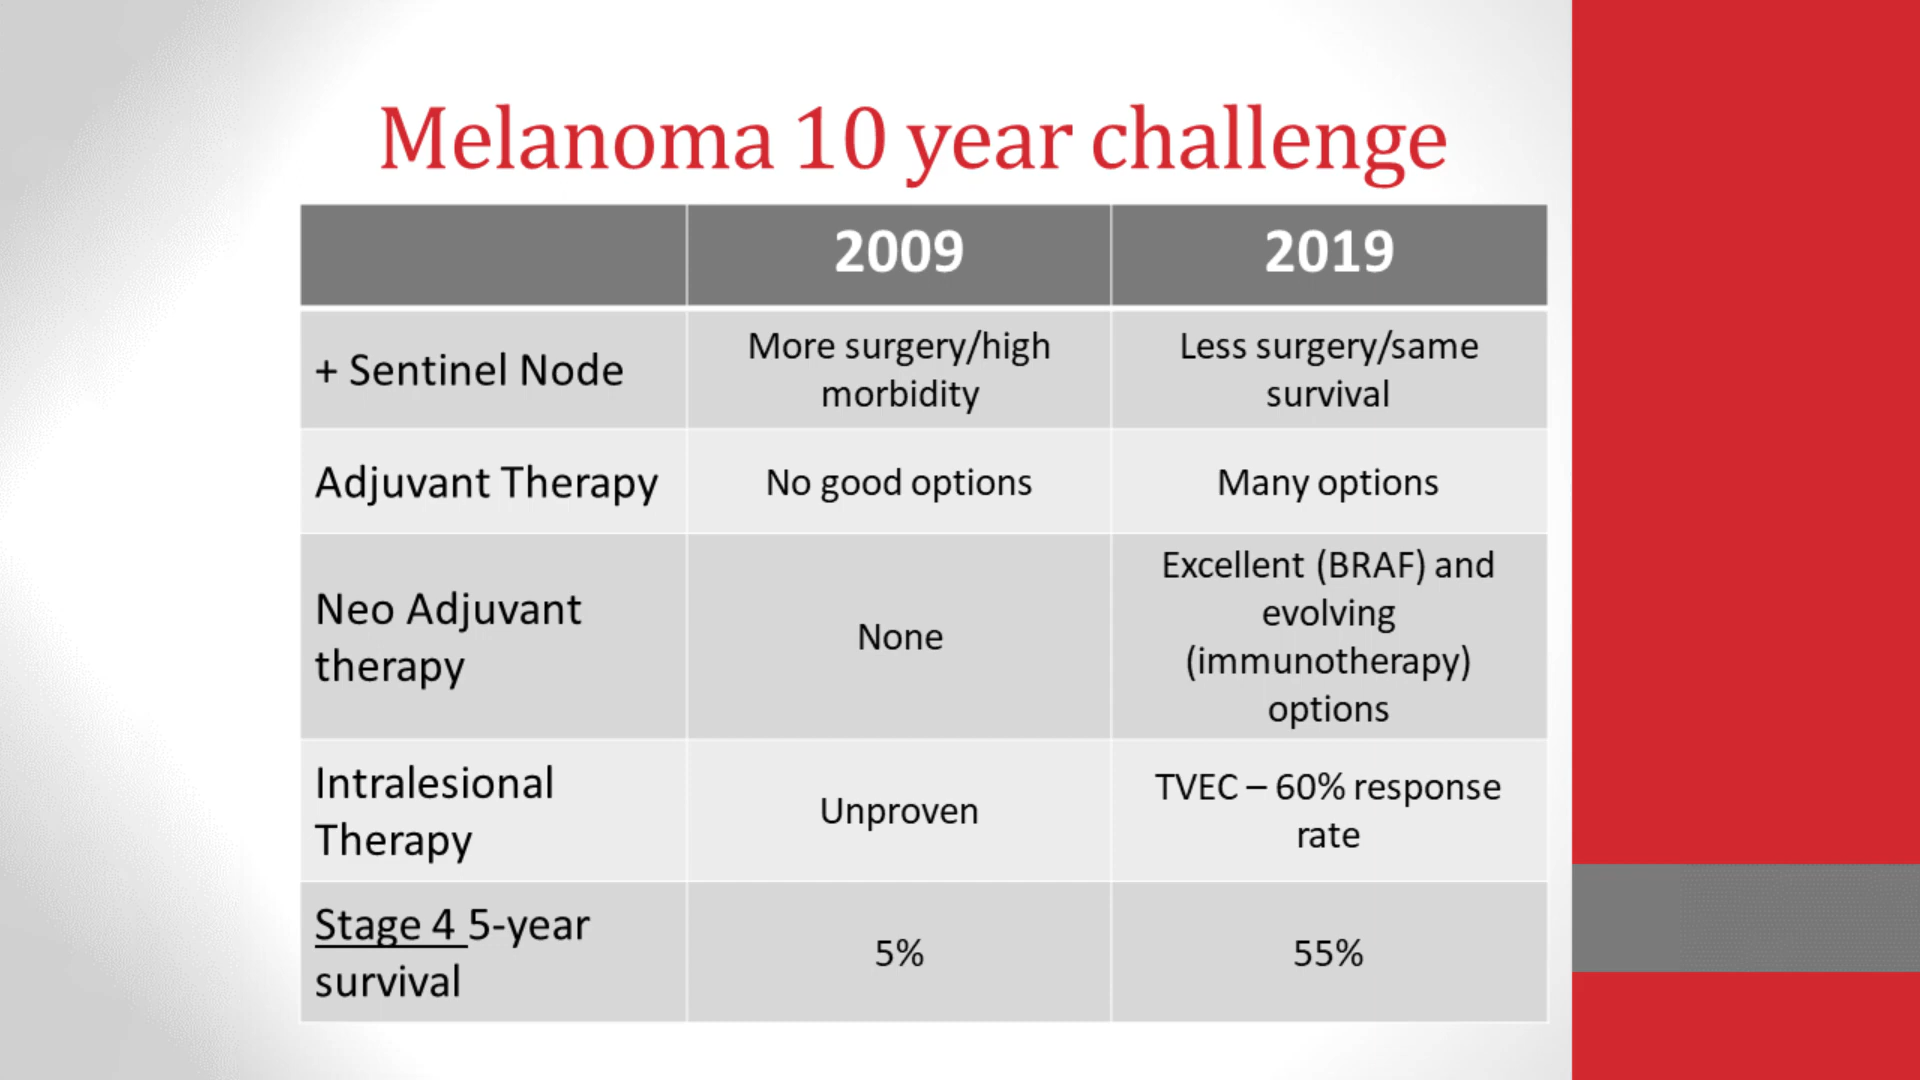 Melanoma 10 year challenge
2009
2019
+ Sentinel Node
More surgery/high
morbidity
Less surgery/same
survival
Adjuvant Therapy
No good options
Many options
Neo Adjuvant
therapy
None
Excellent (BRAF) and
evolving
(immunotherapy)
options
Intralesional
Therapy
Unproven
TVEC – 60% response
rate
Stage 4 5-year
survival
5%
55%